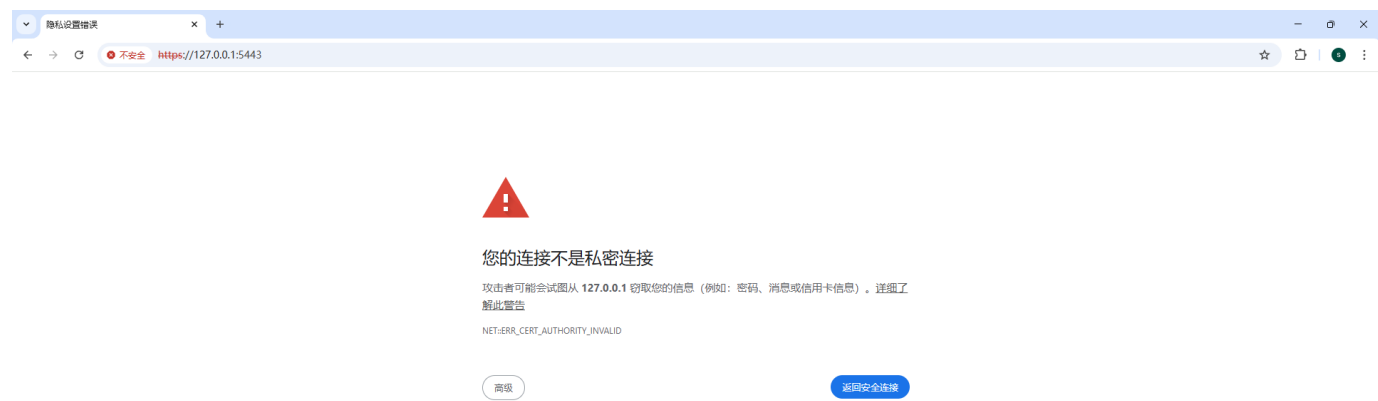 隐私设置错误
不安全 https://127.0.0.1:5443
s
您的连接不是私密连接
攻击者可能会试图从 127.0.0.1 窃取您的信息（例如：密码、消息或信用卡信息）。详细了
解此警告
NET::ERR_CERT_AUTHORITY_INVALID
高级 返回安全连接